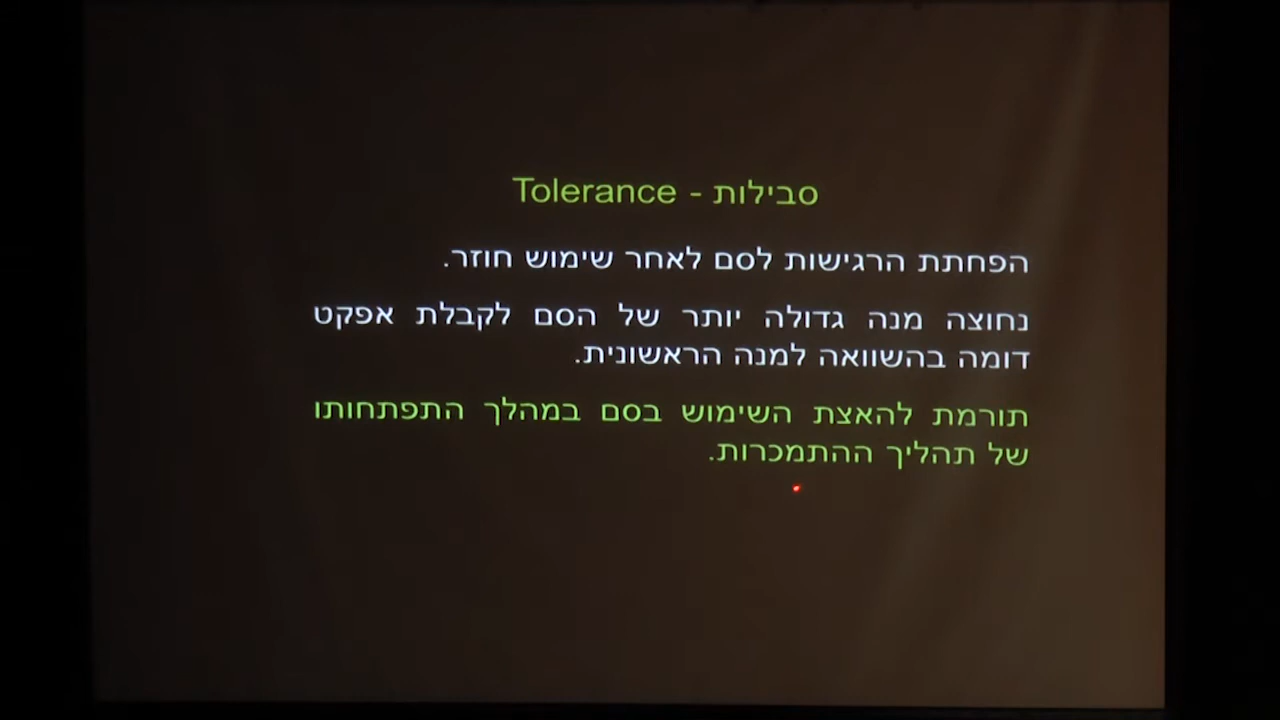 סבילות - Tolerance
הפחתת הרגישות לסם לאחר שימוש חוזר.
נחוצה מנה גדולה יותר של הסם לקבלת אפקט
דומה בהשוואה למנה הראשונית.
תורמת להאצת השימוש בסם במהלך התפתחותו
של תהליך ההתמכרות.